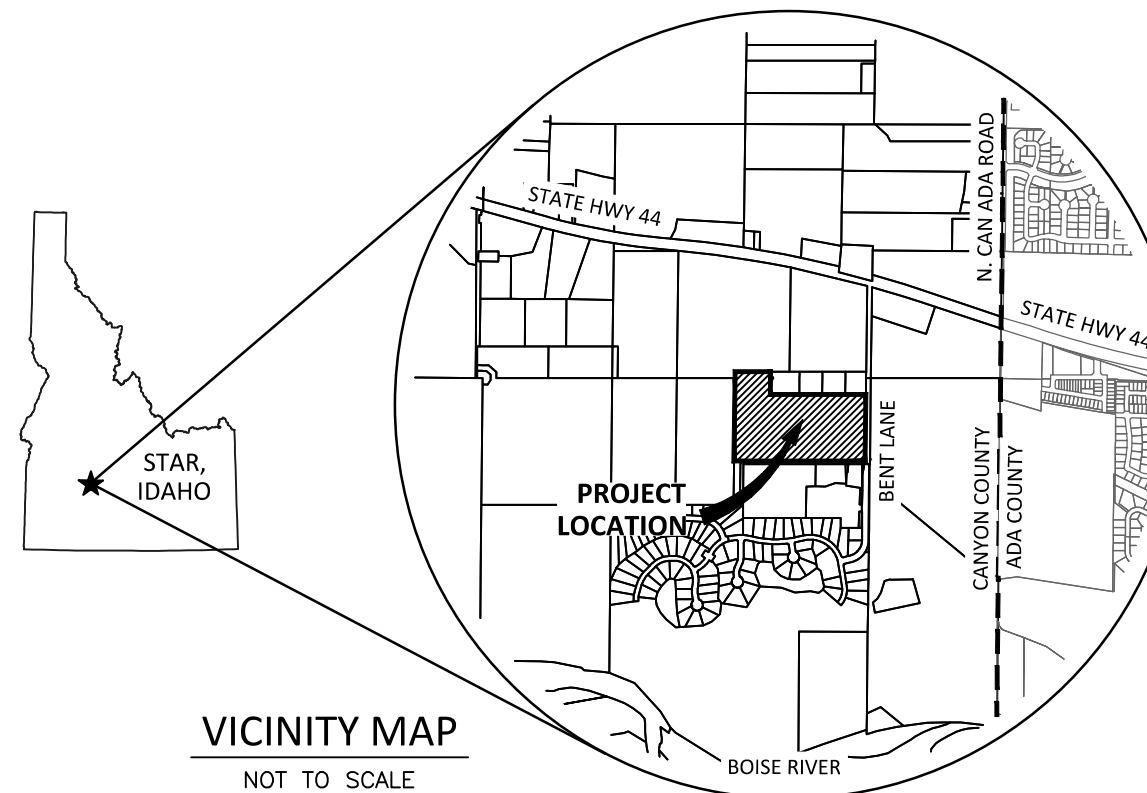 STATE HWY 44
N. CAN ADA ROAD
STATE HWY 44
STAR,
IDAHO
PROJECT
LOCATION
BENT LANE
CANYON COUNTY
ADA COUNTY
VICINITY MAP
NOT TO SCALE
BOISE RIVER